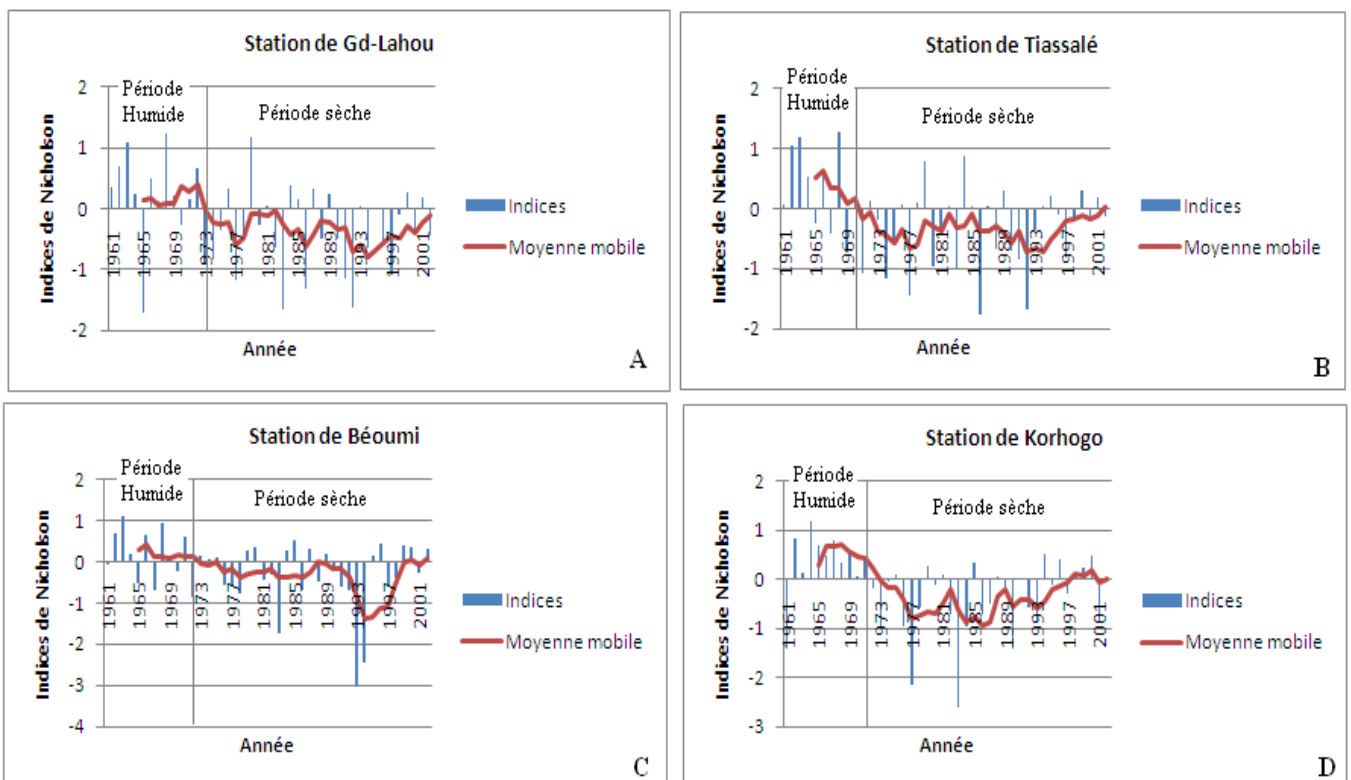 Station de Gd-Lahou
Indices de Nicholson
2
1
0
-1
-2
Période
Humide
Période sèche
1961
1965
1969
1973
1977
1981
1985
1989
1993
1997
2001
Année
Indices
Moyenne mobile
A
Station de Tiassalé
Indices de Nicholson
2
1
0
-1
-2
Période
Humide
Période sèche
1961
1965
1969
1973
1977
1981
1985
1989
1993
1997
2001
Année
Indices
Moyenne mobile
B
Station de Béoumi
Indices de Nicholson
2
1
0
-1
-2
-3
-4
Période
Humide
Période sèche
1961
1965
1969
1973
1977
1981
1985
1989
1993
1997
2001
Année
Indices
Moyenne mobile
C
Station de Korhogo
Indices de Nicholson
2
1
0
-1
-2
-3
Période
Humide
Période sèche
1961
1965
1969
1973
1977
1981
1985
1989
1993
1997
2001
Année
Indices
Moyenne mobile
D